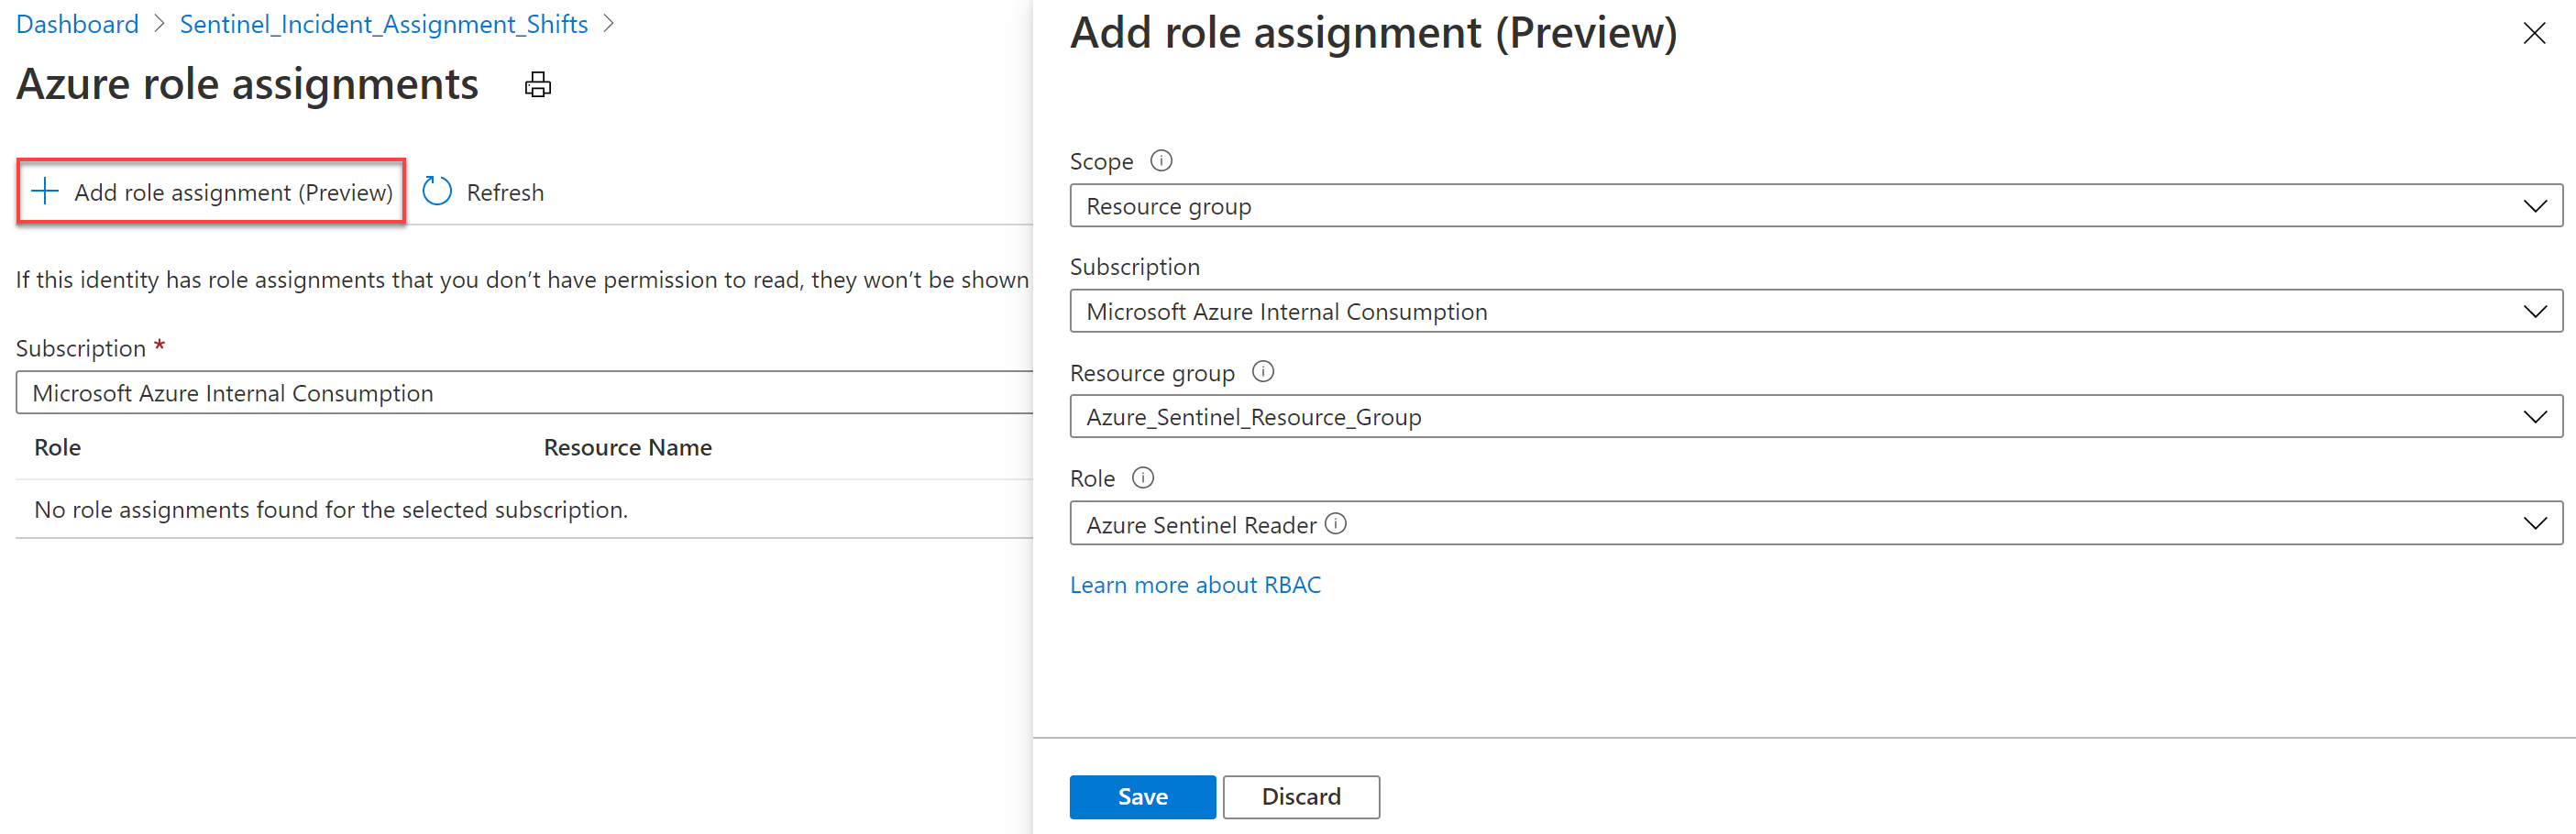 Dashboard > Sentinel_Incident_Assignment_Shifts >
Azure role assignments
Add role assignment (Preview)
Refresh
If this identity has role assignments that you don’t have permission to read, they won’t be shown
Subscription *
Microsoft Azure Internal Consumption
Role
Resource Name
No role assignments found for the selected subscription.
Add role assignment (Preview)
Scope
Resource group
Subscription
Microsoft Azure Internal Consumption
Resource group
Azure_Sentinel_Resource_Group
Role
Azure Sentinel Reader
Learn more about RBAC
Save
Discard